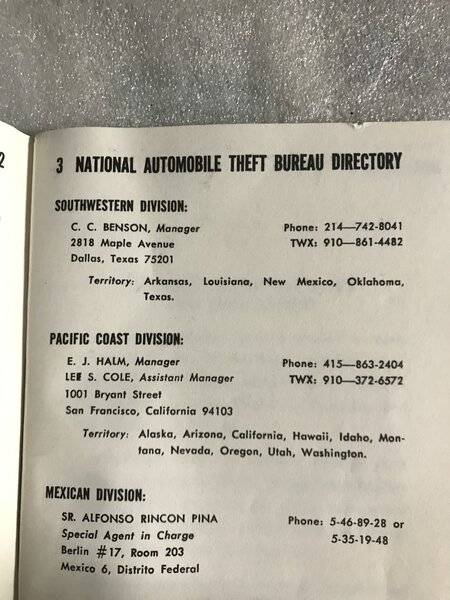 2
3 NATIONAL AUTOMOBILE THEFT BUREAU DIRECTORY
SOUTHWESTERN DIVISION:
C. C. BENSON, Manager Phone: 214—742-8041
2818 Maple Avenue TWX: 910—861-4482
Dallas, Texas 75201
Territory: Arkansas, Louisiana, New Mexico, Oklahoma,
Texas.
PACIFIC COAST DIVISION:
E. J. HALM, Manager Phone: 415—863-2404
LEE S. COLE, Assistant Manager TWX: 910—372-6572
1001 Bryant Street
San Francisco, California 94103
Territory: Alaska, Arizona, California, Hawaii, Idaho, Mon-
tana, Nevada, Oregon, Utah, Washington.
MEXICAN DIVISION:
SR. ALFONSO RINCON PINA Phone: 5-46-89-28 or
Special Agent in Charge 5-35-19-48
Berlin #17, Room 203
Mexico 6, Distrito Federal